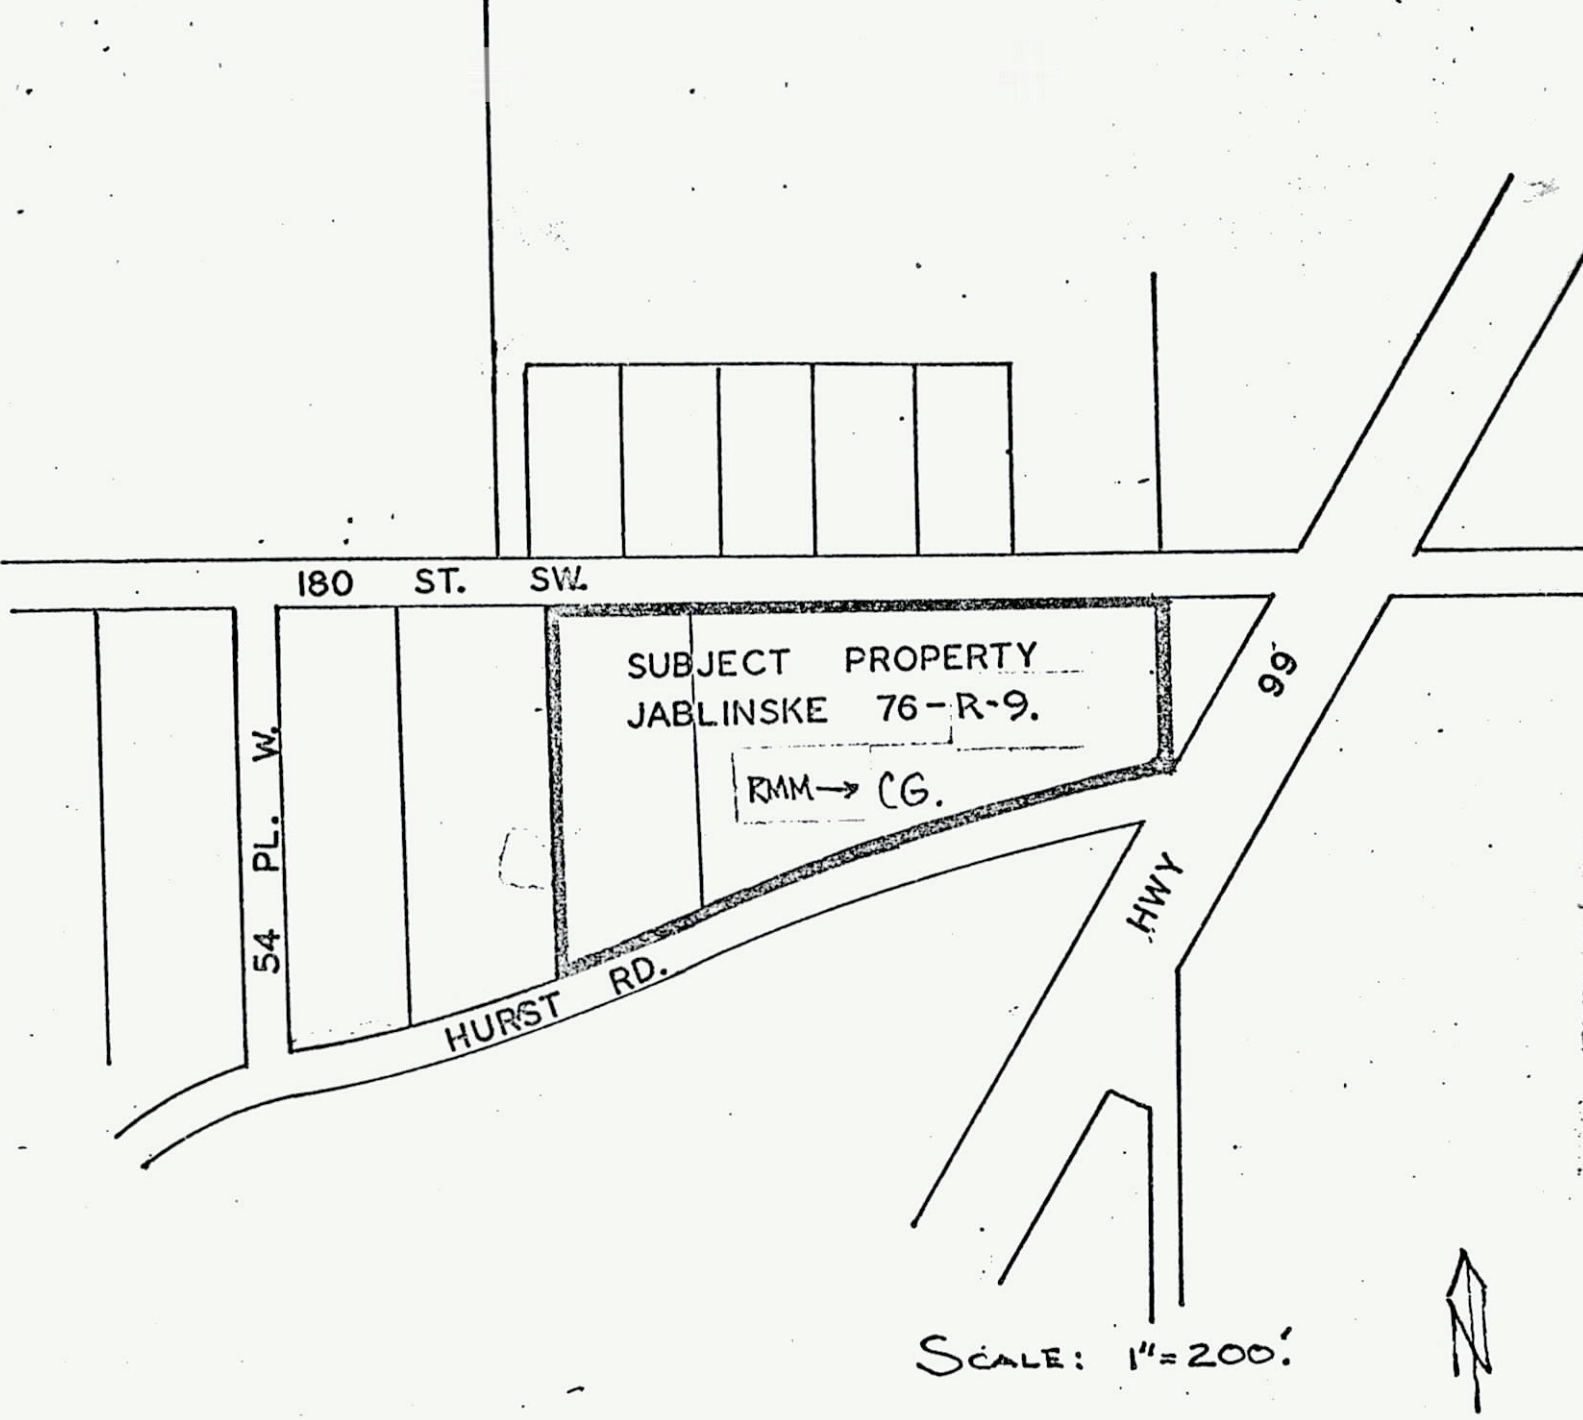 180 ST. SW.
SUBJECT PROPERTY
JABLINSKE 76-R-9.
RMM→ CG.
54 PL. W.
HURST RD.
HWY 99
SCALE: 1"=200'.
N